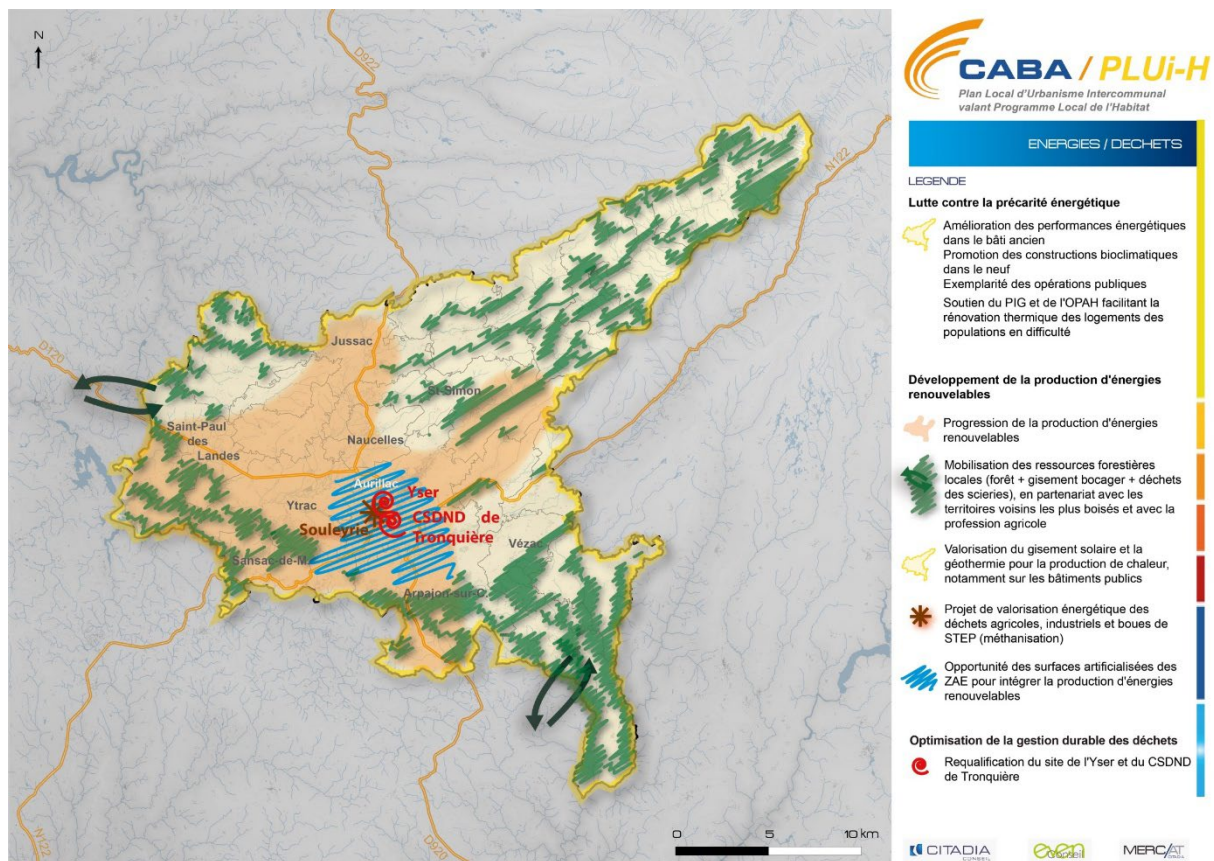 N
D922
N122
D120
Jussac
St-Simon
Saint-Paul
des
Landes
Naucelles
Aurillac
Yser
Ytrac
Souleyrie
CSDND de
Tronquière
Vézac
Sansac-de-M.
Arpajon-sur-C.
N122
D920
0 5 10 km
CABA / PLUi-H
Plan Local d'Urbanisme Intercommunal
valant Programme Local de l'Habitat
ENERGIES / DECHETS
LEGENDE
Lutte contre la précarité énergétique
Amélioration des performances énergétiques
dans le bâti ancien
Promotion des constructions bioclimatiques
dans le neuf
Exemplarité des opérations publiques
Soutien du PIG et de l'OPAH facilitant la
rénovation thermique des logements des
populations en difficulté
Développement de la production d'énergies
renouvelables
Progression de la production d'énergies
renouvelables
Mobilisation des ressources forestières
locales (forêt + gisement bocager + déchets
des scieries), en partenariat avec les
territoires voisins les plus boisés et avec la
profession agricole
Valorisation du gisement solaire et la
géothermie pour la production de chaleur,
notamment sur les bâtiments publics
Projet de valorisation énergétique des
déchets agricoles, industriels et boues de
STEP (méthanisation)
Opportunité des surfaces artificialisées des
ZAE pour intégrer la production d'énergies
renouvelables
Optimisation de la gestion durable des déchets
Requalification du site de l'Yser et du CSDND
de Tronquière
CITADIA
CONSEIL
even
Conseil
MERC/AT